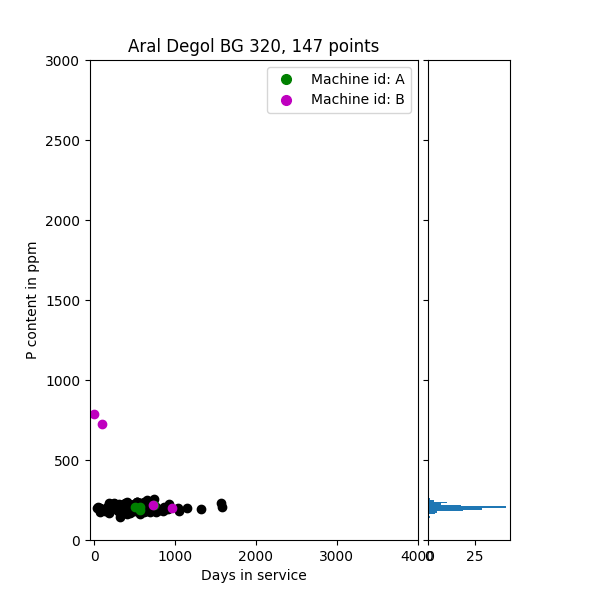 Aral Degol BG 320, 147 points
Machine id: A
Machine id: B
3000
2500
2000
1500
1000
500
0
P content in ppm
0
1000
2000
3000
4000
0
25
Days in service